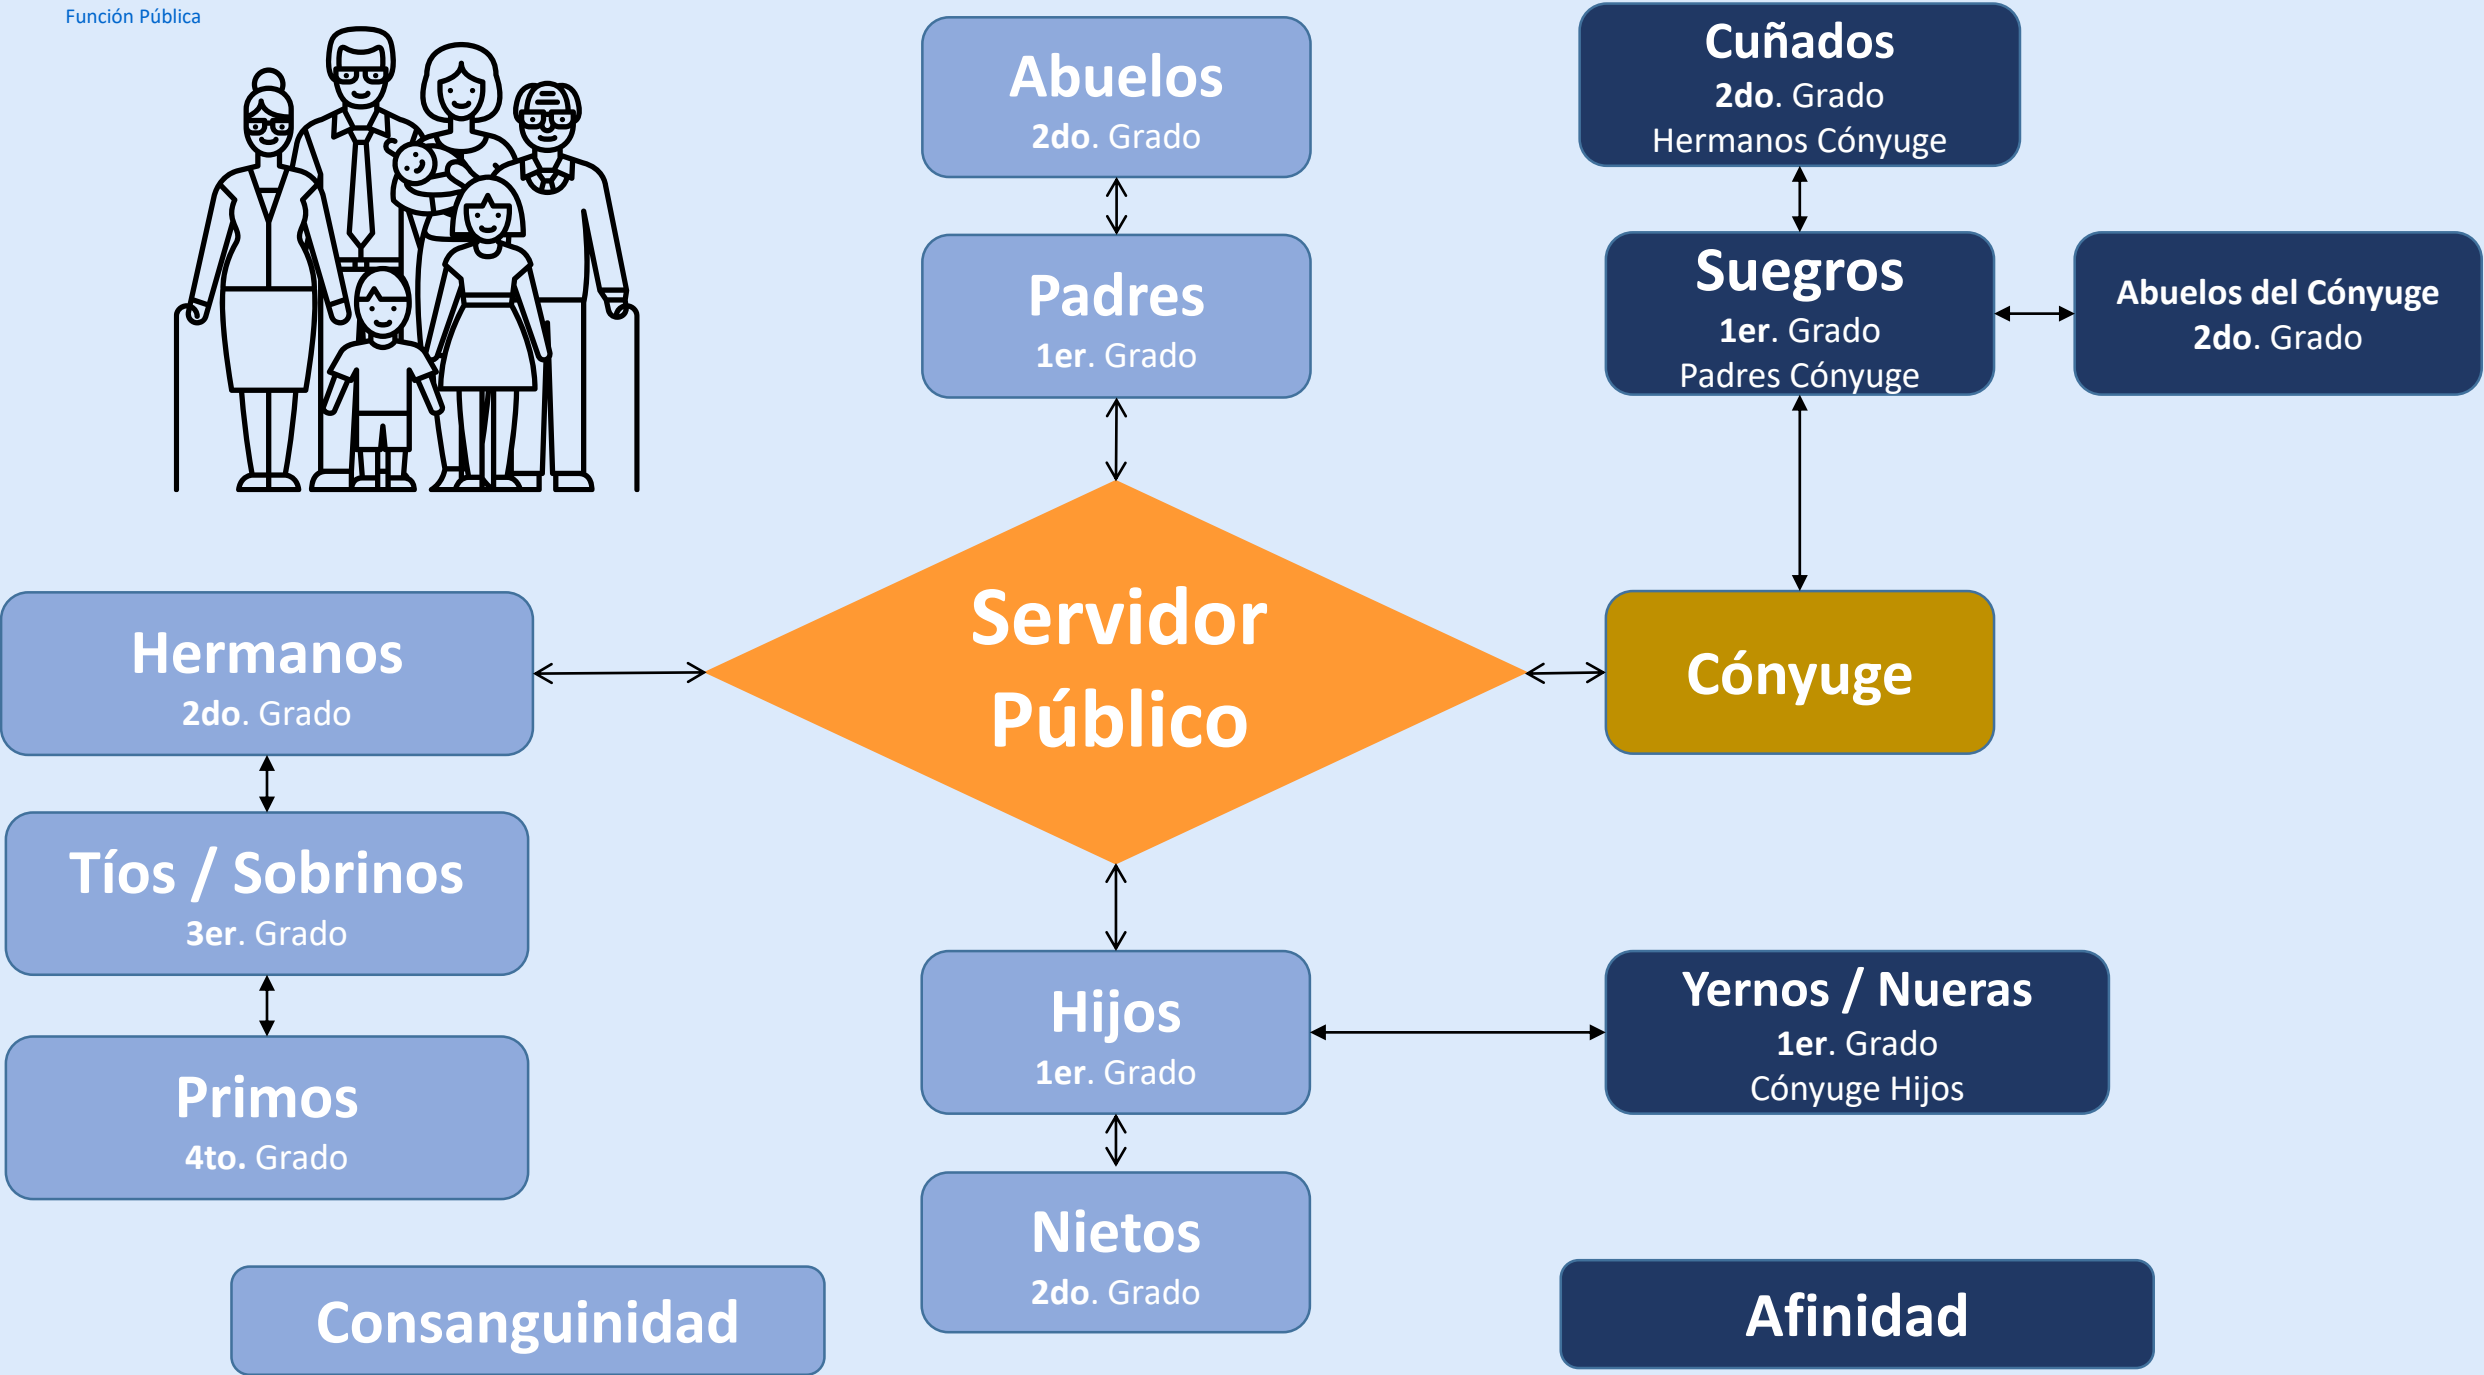 Función Pública
Abuelos
2do. Grado
Cuñados
2do. Grado
Hermanos Cónyuge
Padres
1er. Grado
Suegros
1er. Grado
Padres Cónyuge
Abuelos del Cónyuge
2do. Grado
Servidor
Público
Hermanos
2do. Grado
Cónyuge
Tíos / Sobrinos
3er. Grado
Hijos
1er. Grado
Yernos / Nueras
1er. Grado
Cónyuge Hijos
Primos
4to. Grado
Nietos
2do. Grado
Consanguinidad
Afinidad